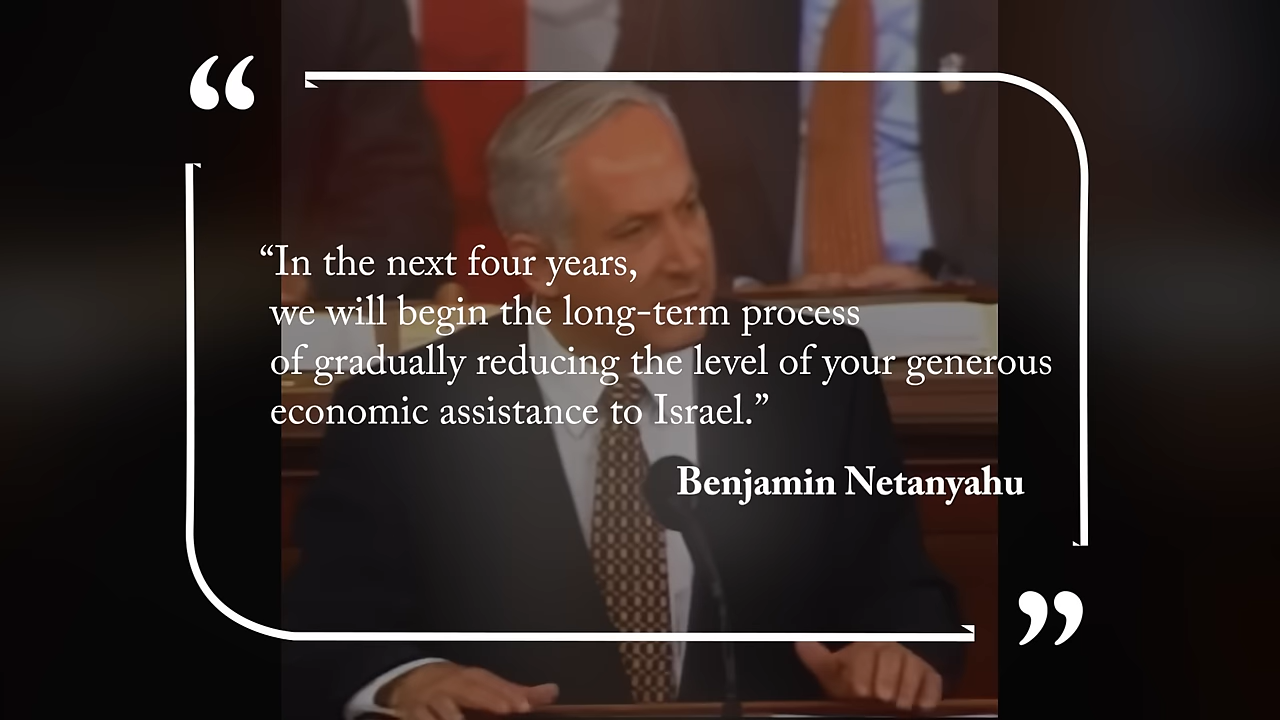 “In the next four years,
we will begin the long-term process
of gradually reducing the level of your generous
economic assistance to Israel.”
Benjamin Netanyahu